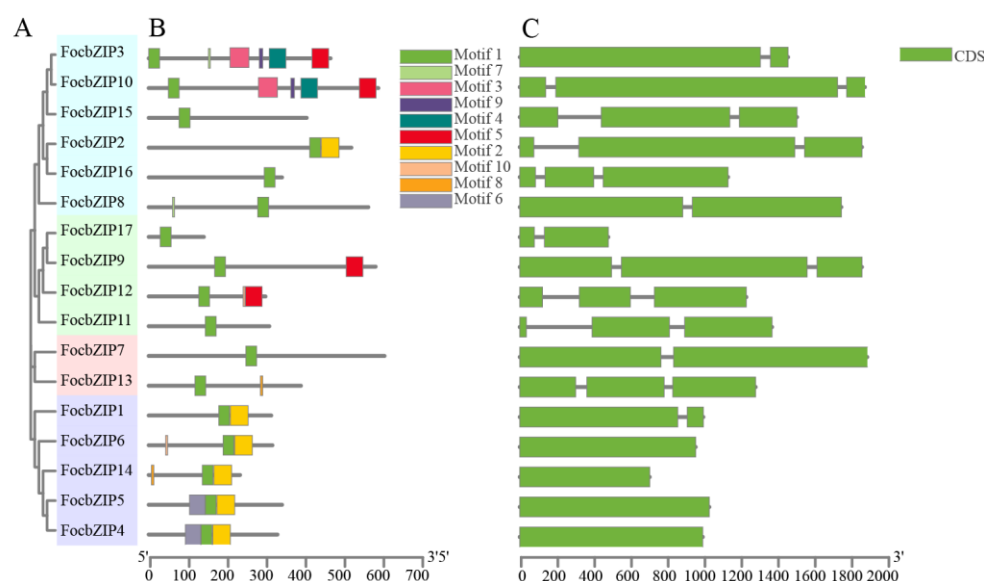 A
B
C
FocbZIP3
FocbZIP10
FocbZIP15
FocbZIP2
FocbZIP16
FocbZIP8
FocbZIP17
FocbZIP9
FocbZIP12
FocbZIP11
FocbZIP7
FocbZIP13
FocbZIP1
FocbZIP6
FocbZIP14
FocbZIP5
FocbZIP4
Motif 1
Motif 7
Motif 3
Motif 9
Motif 4
Motif 5
Motif 2
Motif 10
Motif 8
Motif 6
CDS
5' 3'5' 3'
0 100 200 300 400 500 600 700
0 200 400 600 800 1000 1200 1400 1600 1800 2000